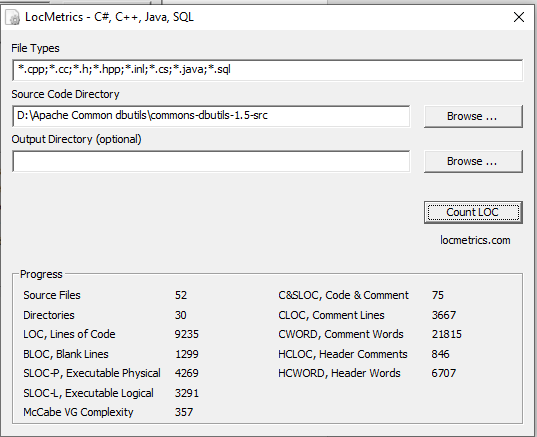 LocMetrics - C#, C++, Java, SQL
File Types
*.cpp;*.cc;*.h;*.hpp;*.inl;*.cs;*.java;*.sql
Source Code Directory
D:\Apache Common dbutils\commons-dbutils-1.5-src
Browse ...
Output Directory (optional)
Browse ...
Count LOC
locmetrics.com
Progress
Source Files 52 C&SLOC, Code & Comment 75
Directories 30 CLOC, Comment Lines 3667
LOC, Lines of Code 9235 CWORD, Comment Words 21815
BLOC, Blank Lines 1299 HCLOC, Header Comments 846
SLOC-P, Executable Physical 4269 HCWORD, Header Words 6707
SLOC-L, Executable Logical 3291
McCabe VG Complexity 357